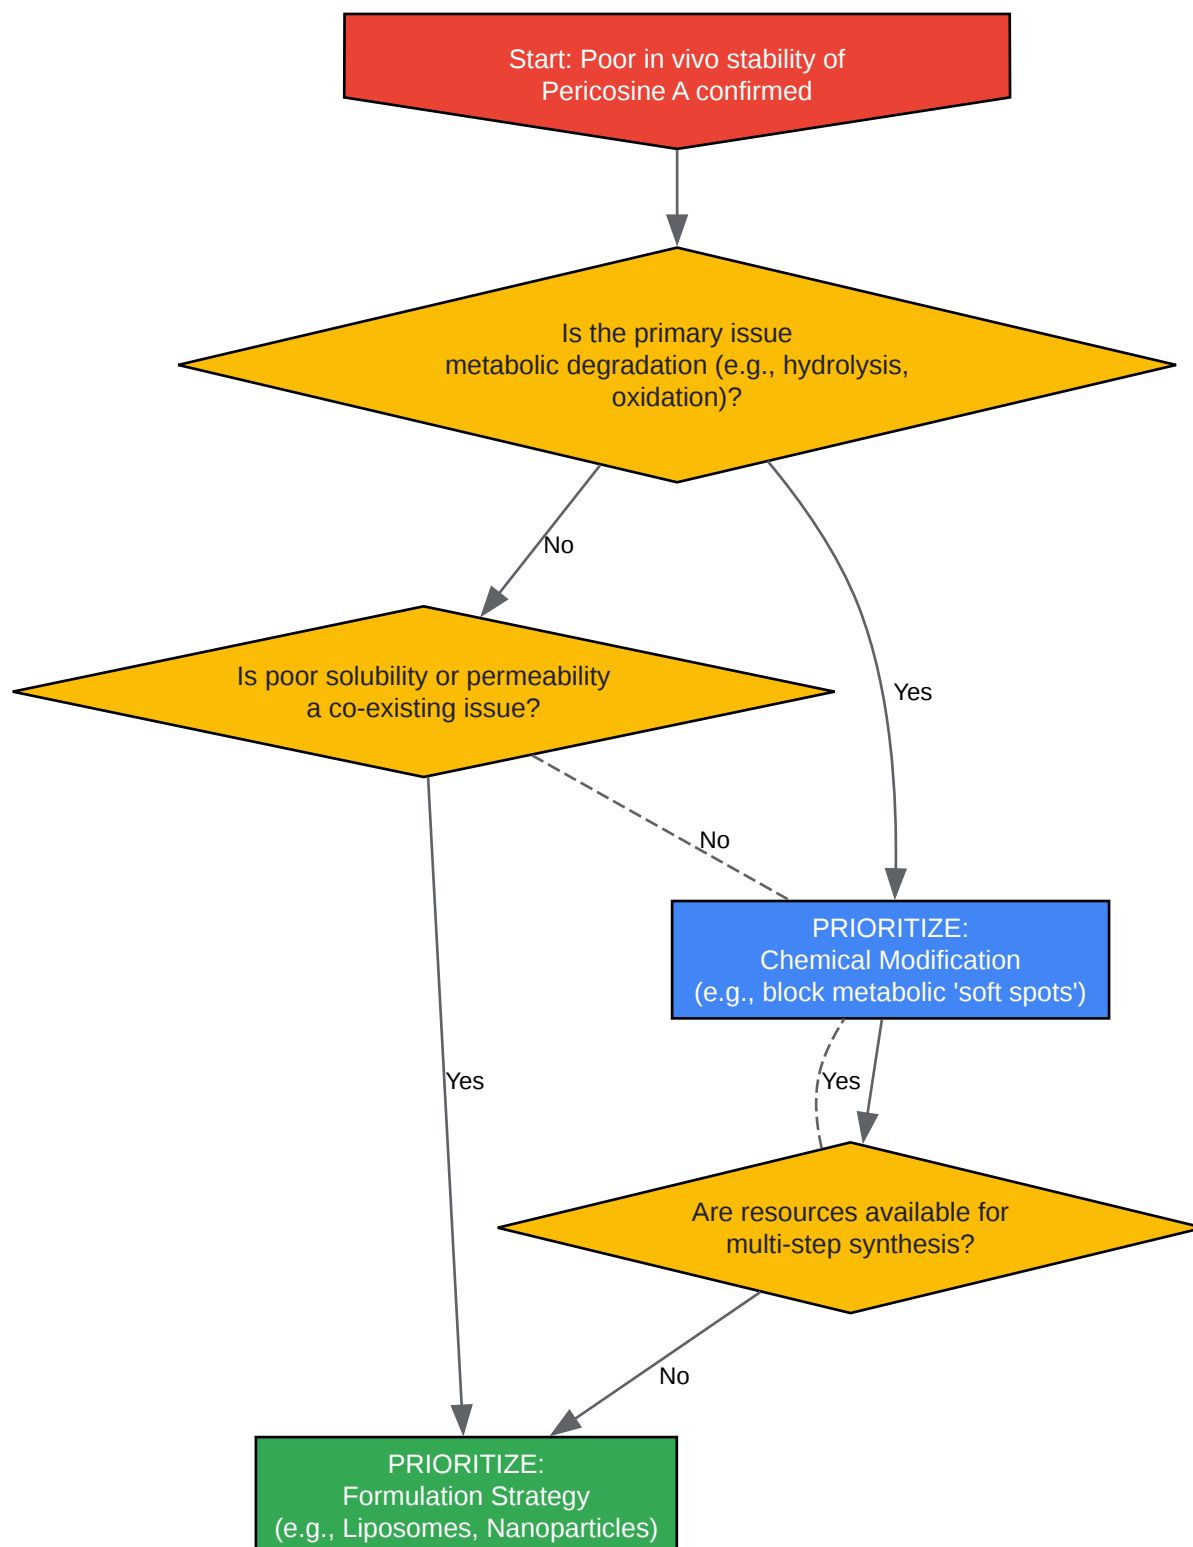 Start: Poor in vivo stability of
Pericosine A confirmed
Is the primary issue
metabolic degradation (e.g., hydrolysis,
oxidation)?
No
Is poor solubility or permeability
a co-existing issue?
Yes
No
PRIORITIZE:
Chemical Modification
(e.g., block metabolic 'soft spots')
Yes
Yes
Are resources available for
multi-step synthesis?
No
PRIORITIZE:
Formulation Strategy
(e.g., Liposomes, Nanoparticles)